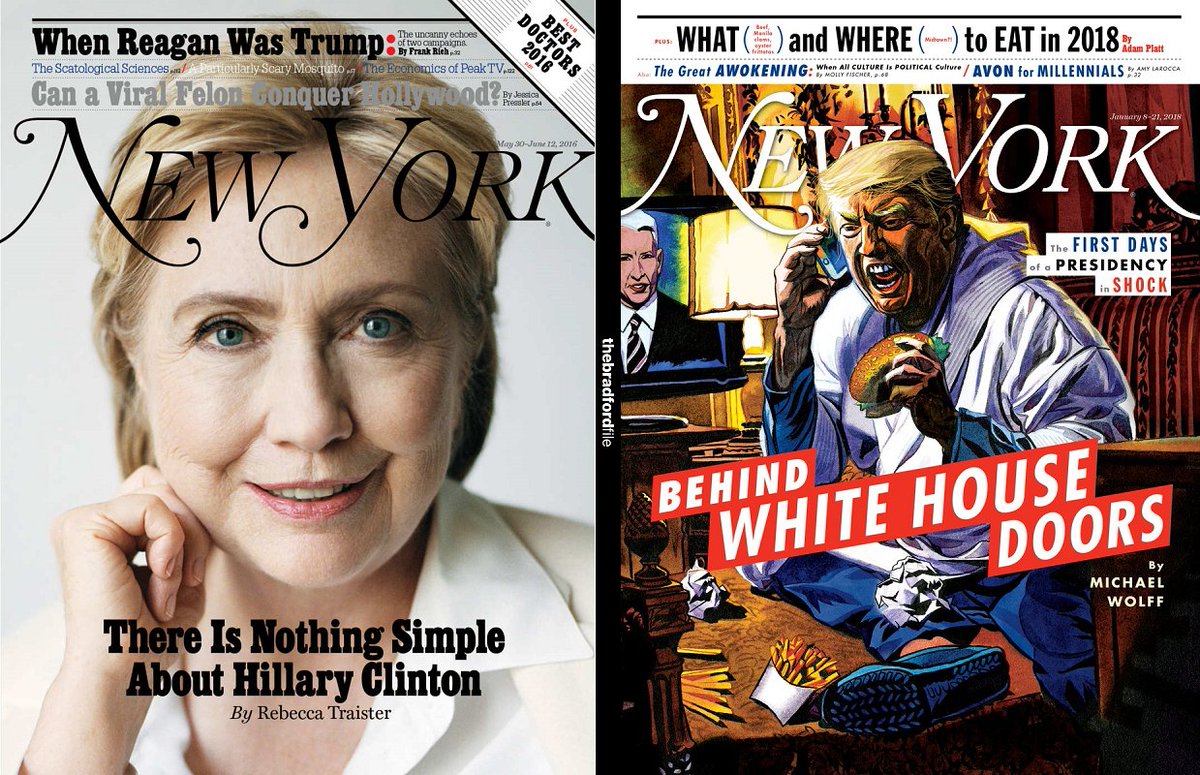 When Reagan Was Trump:
The uncanny echoes
of two campaigns.
By Frank Rich p.32
The Scatological Sciences / A Particularly Scary Mosquito / The Economics of Peak TV
Can a Viral Felon Conquer Hollywood?
By Jessica
Pressler p.54
PLUS
BEST
DOCTORS
2016
May 30–June 12, 2016
NEW YORK
There Is Nothing Simple
About Hillary Clinton
By Rebecca Traister
thebradfordfile
PLUS: WHAT (Beef, Manila clams, oyster frittatas) and WHERE (Midtown?!) to EAT in 2018
By
Adam Platt
Also: The Great AWOKENING: When All CULTURE Is POLITICAL Culture
By MOLLY FISCHER, p.68
/ AVON for MILLENNIALS By AMY LAROCCA
p.32
January 8–21, 2018
NEW YORK
The FIRST DAYS
of a PRESIDENCY
in SHOCK
BEHIND
WHITE HOUSE
DOORS
By
MICHAEL
WOLFF